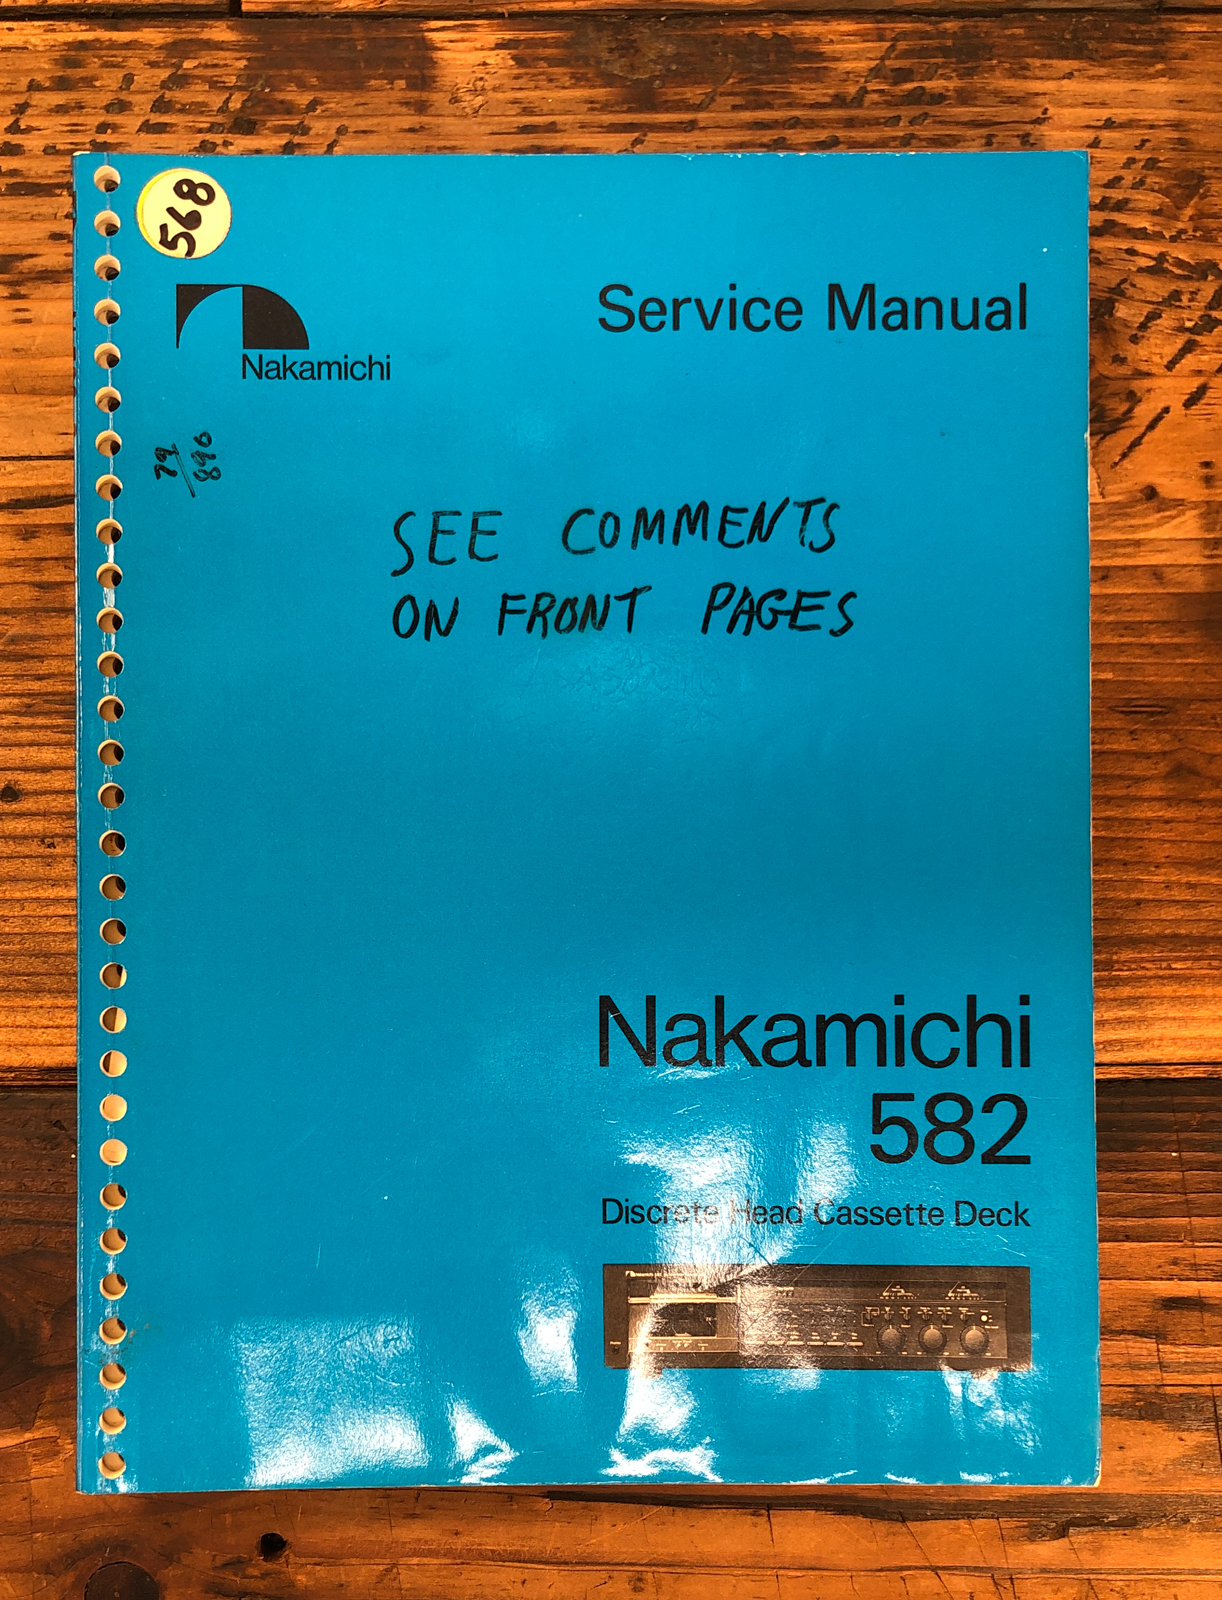 568
Nakamichi
Service Manual
79/890
SEE COMMENTS
ON FRONT PAGES
Nakamichi
582
Discrete Head Cassette Deck